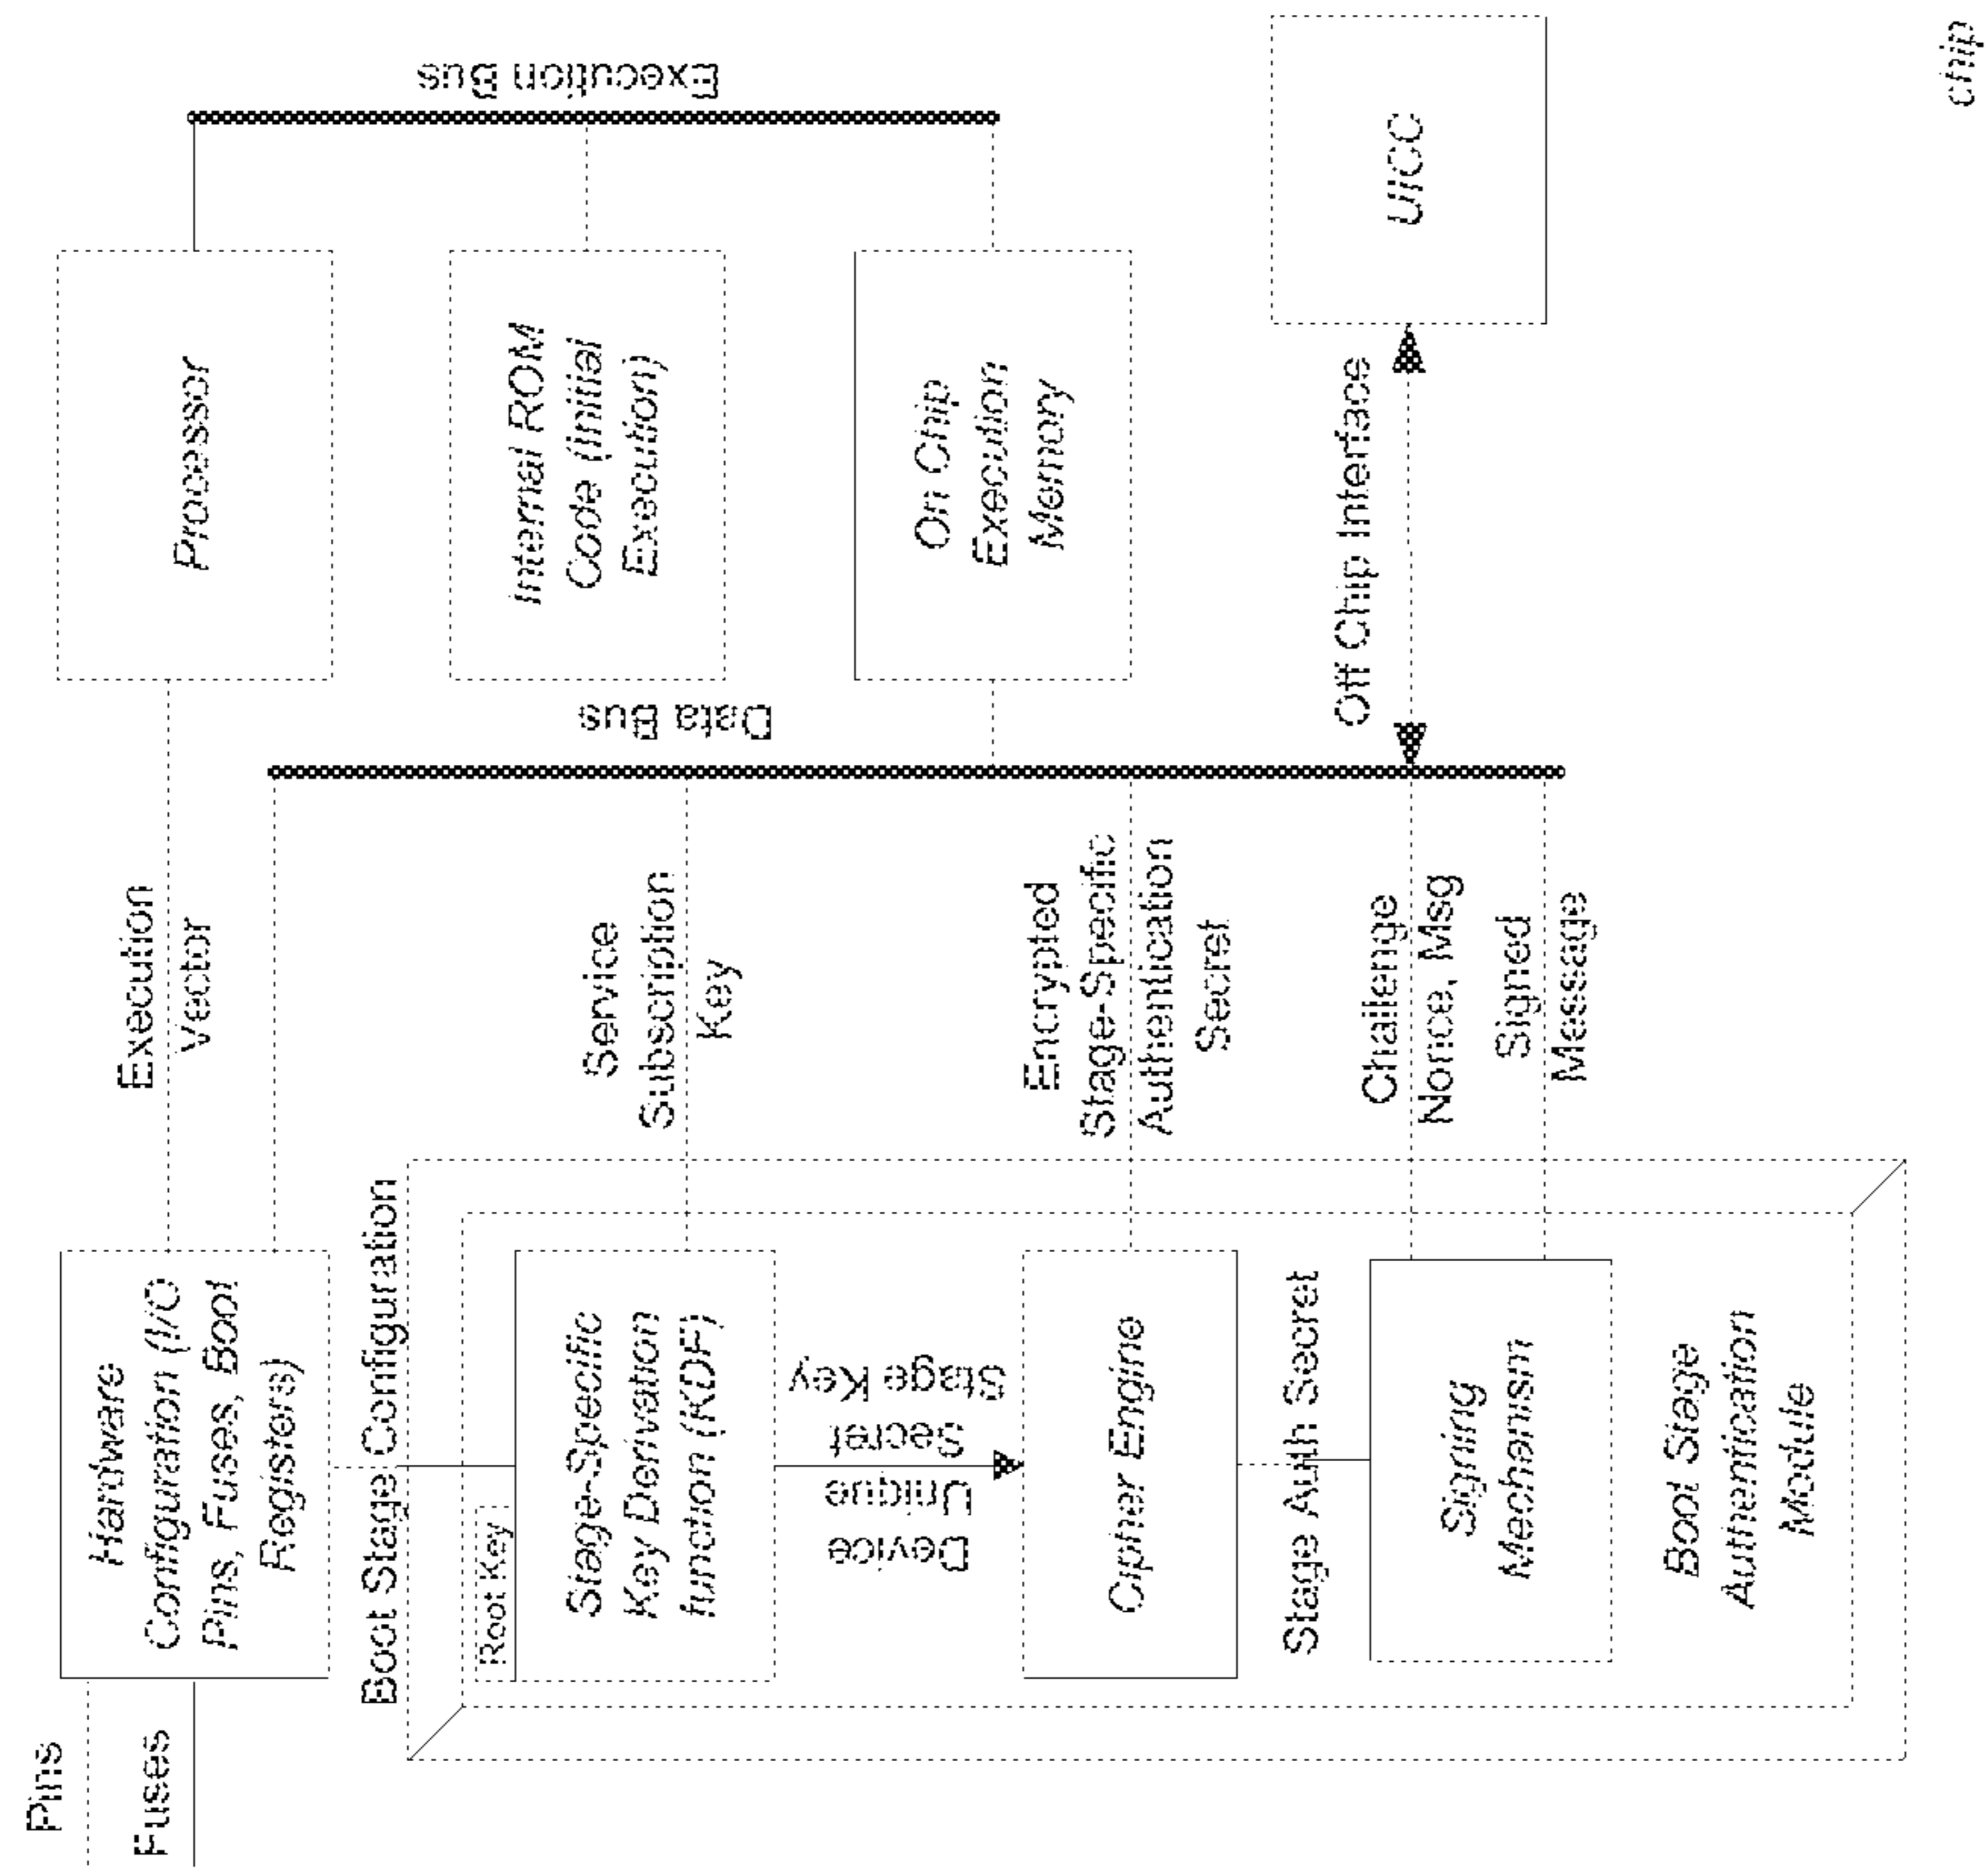 Pins
Fuses
Hardware
Configuration (I/O
Pins, Fuses, Boot
Registers)
Execution
Vector
Processor
Execution Bus
Boot Stage Configuration
Root Key
Stage-Specific
Key Derivation
function (KDF)
Service
Subscription
Key
Data Bus
Internal ROM
Code (Initial
Execution)
Device
Unique
Secret
Stage Key
Cipher Engine
Encrypted
Stage-Specific
Authentication
Secret
On Chip
Execution
Memory
Stage Auth Secret
Signing
Mechanism
Challenge
Nonce, Msg
Signed
Message
Off Chip Interface
UICC
Boot Stage
Authentication
Module
chip